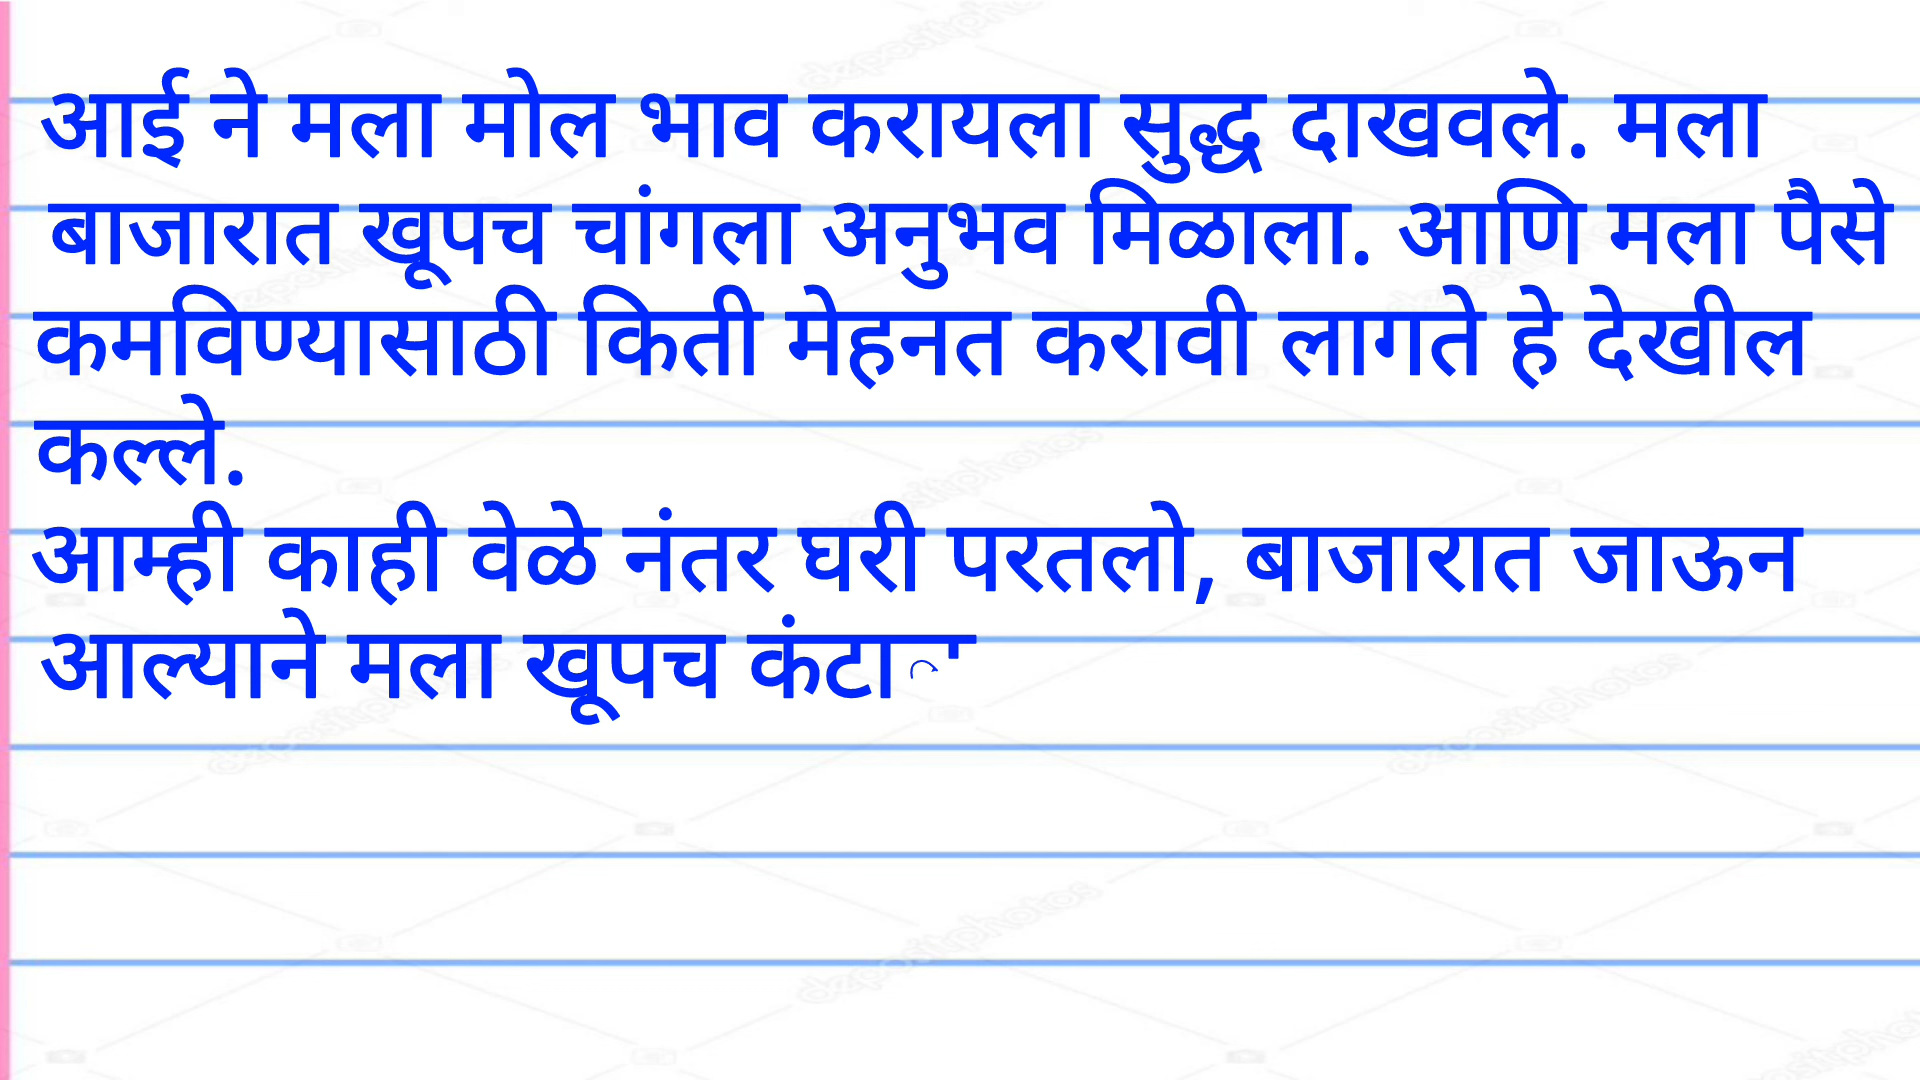 आई ने मला मोल भाव करायला सुद्ध दाखवले. मला
बाजारात खूपच चांगला अनुभव मिळाला. आणि मला पैसे
कमविण्यासाठी किती मेहनत करावी लागते हे देखील
कल्ले.
आम्ही काही वेळे नंतर घरी परतलो, बाजारात जाऊन
आल्याने मला खूपच